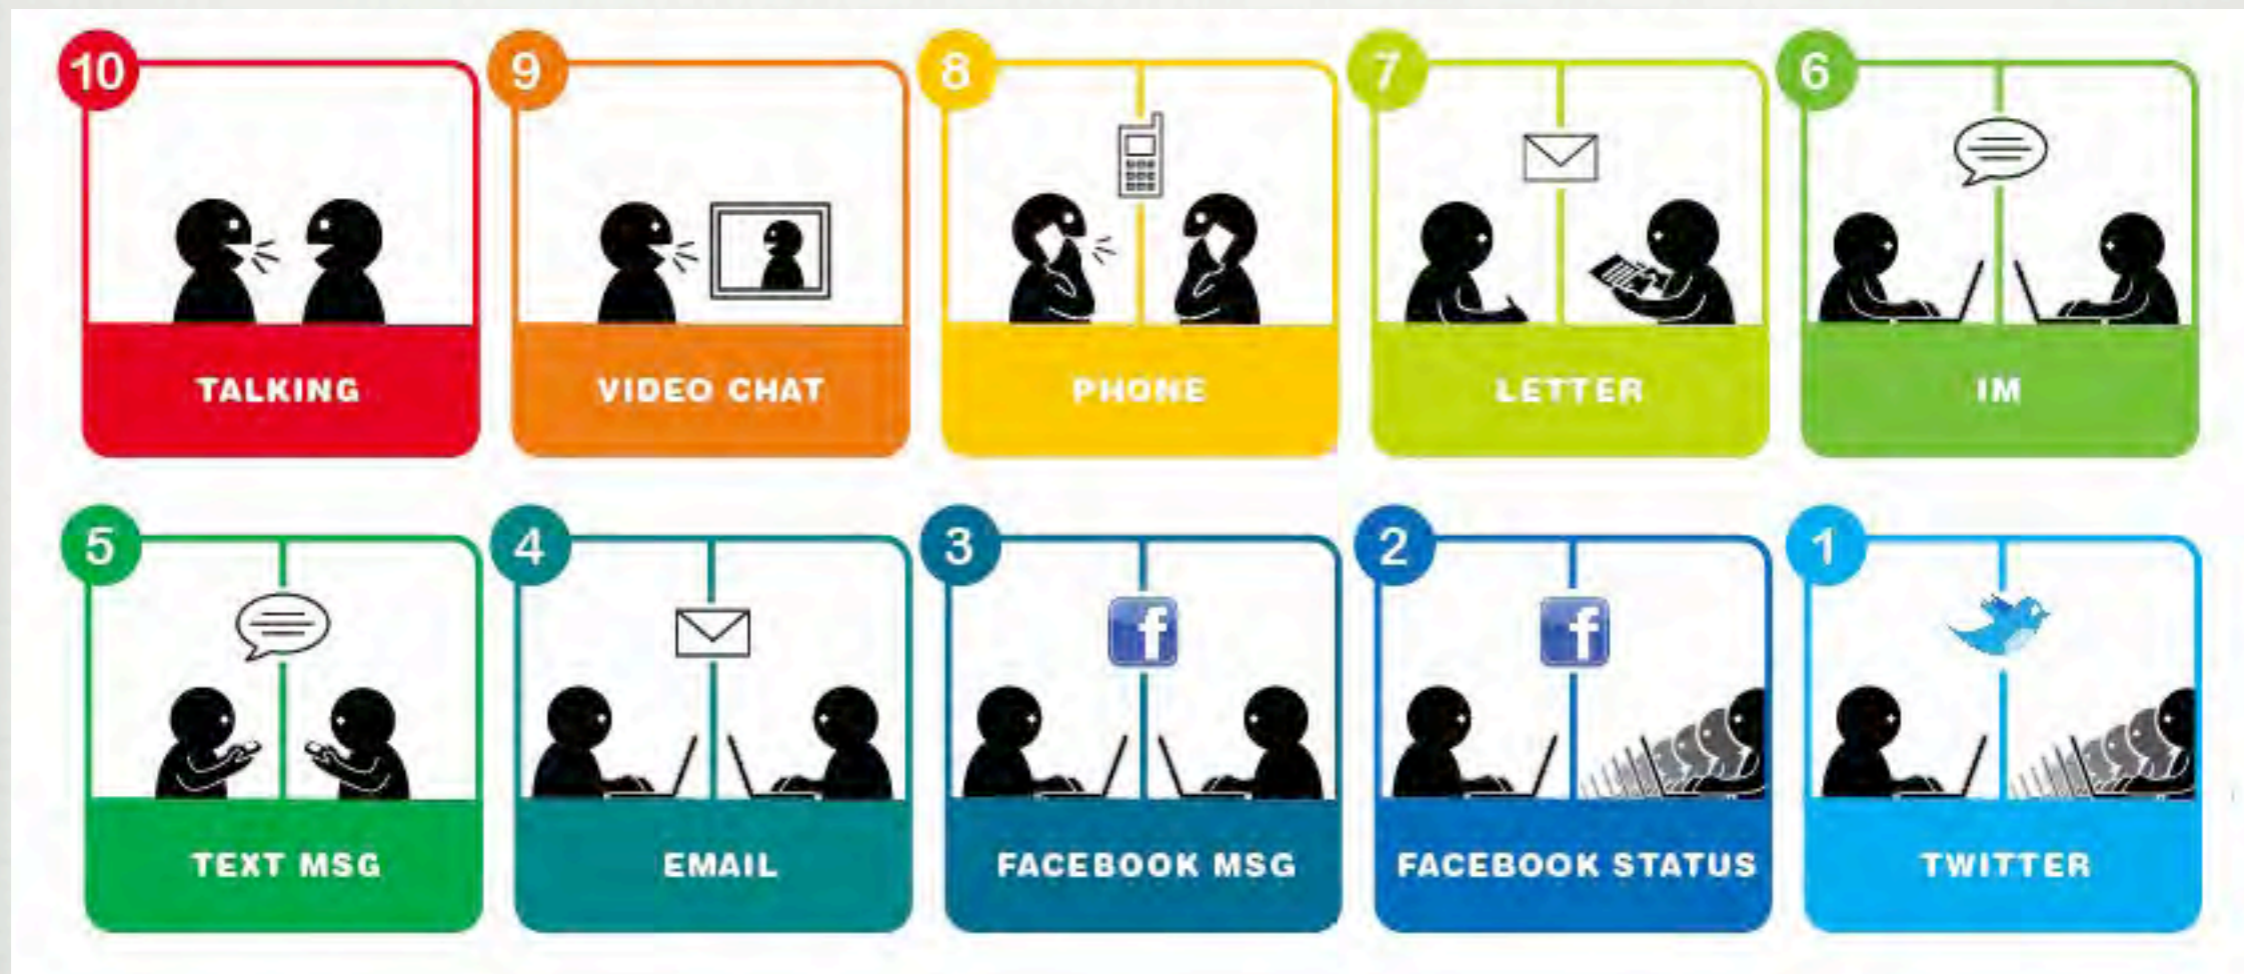 10
TALKING
9
VIDEO CHAT
8
PHONE
7
LETTER
6
IM
5
TEXT MSG
4
EMAIL
3
f
FACEBOOK MSG
2
f
FACEBOOK STATUS
1
TWITTER